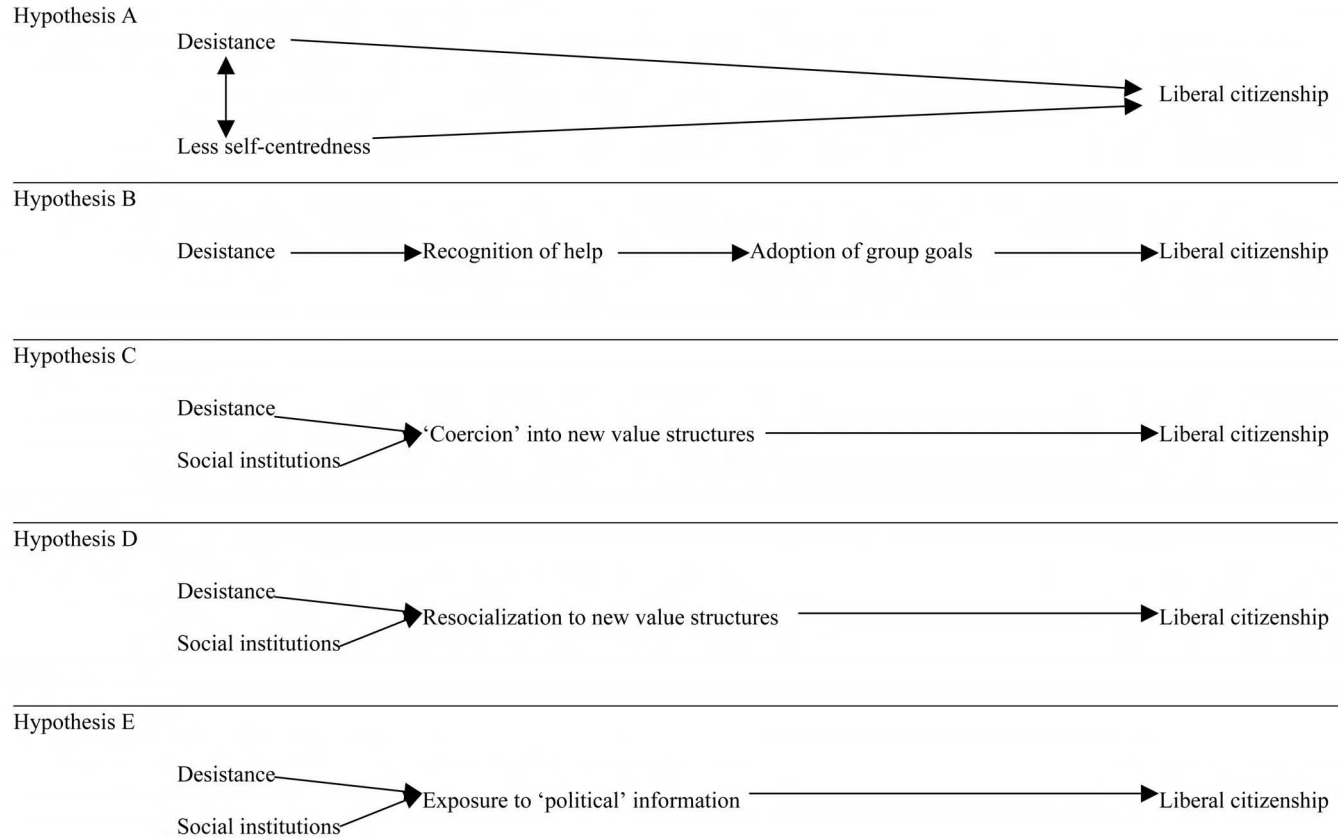 Hypothesis A
Desistance
Liberal citizenship
Less self-centredness
Hypothesis B
Desistance Recognition of help Adoption of group goals Liberal citizenship
Hypothesis C
Desistance
‘Coercion’ into new value structures Liberal citizenship
Social institutions
Hypothesis D
Desistance
Resocialization to new value structures Liberal citizenship
Social institutions
Hypothesis E
Desistance
Exposure to ‘political’ information Liberal citizenship
Social institutions